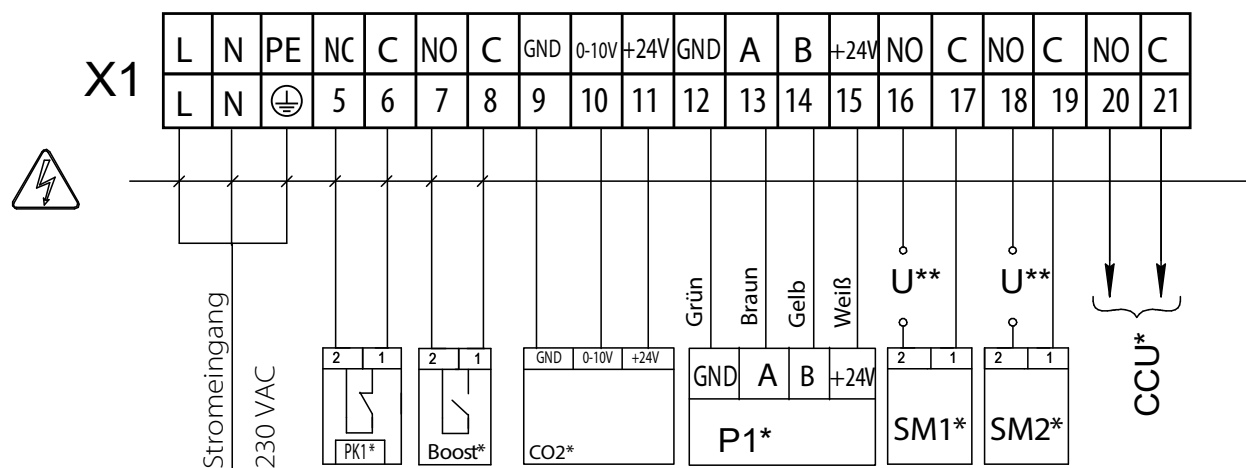 X1
L N PE NC C NO C GND 0-10V +24V GND A B +24V NO C NO C NO C
L N 5 6 7 8 9 10 11 12 13 14 15 16 17 18 19 20 21
Stromeingang
230 VAC
2 1
PK1*
2 1
Boost*
GND 0-10V +24V
CO2*
Grün
Braun
Gelb
Weiß
GND A B +24V
P1*
U**
2 1
SM1*
U**
2 1
SM2*
CCU*